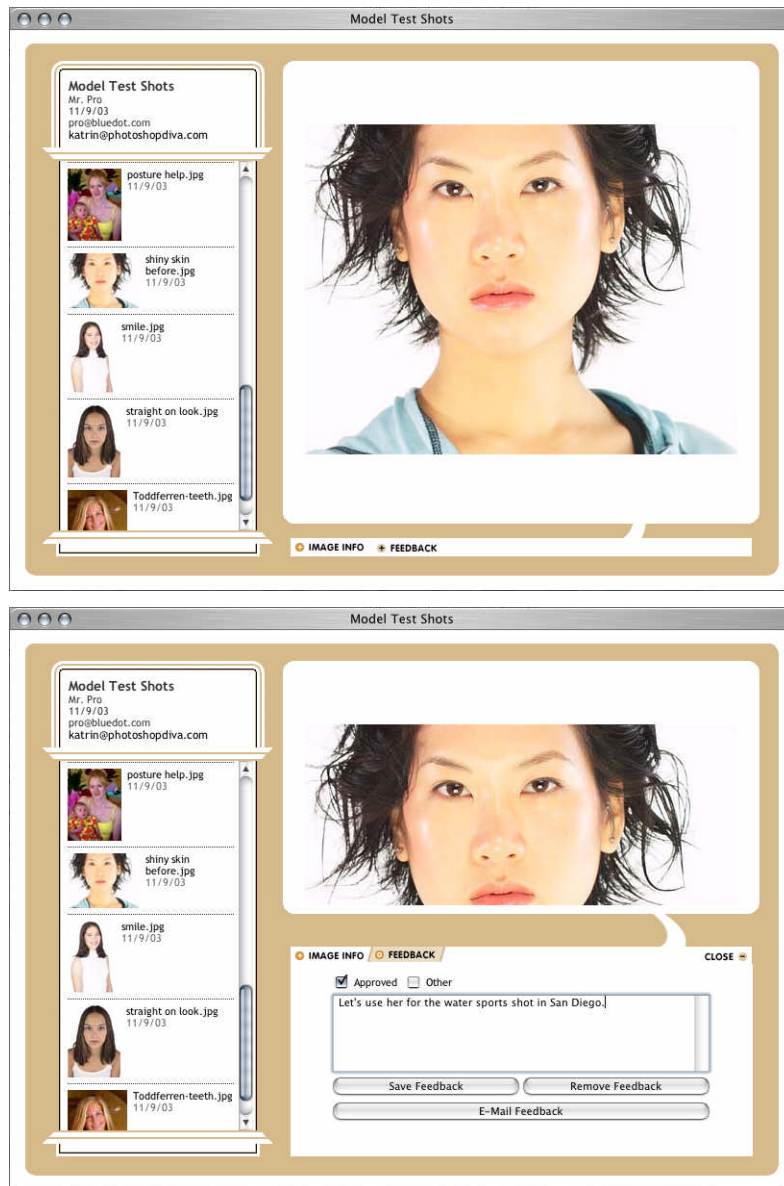 Model Test Shots
Model Test Shots
Mr. Pro
11/9/03
pro@bluedot.com
katrin@photoshopdiva.com
posture help.jpg
11/9/03
shiny skin
before.jpg
11/9/03
smile.jpg
11/9/03
straight on look.jpg
11/9/03
Toddferren-teeth.jpg
11/9/03
IMAGE INFO FEEDBACK
Model Test Shots
Model Test Shots
Mr. Pro
11/9/03
pro@bluedot.com
katrin@photoshopdiva.com
posture help.jpg
11/9/03
shiny skin
before.jpg
11/9/03
smile.jpg
11/9/03
straight on look.jpg
11/9/03
Toddferren-teeth.jpg
11/9/03
IMAGE INFO FEEDBACK CLOSE
Approved Other
Let's use her for the water sports shot in San Diego.
Save Feedback Remove Feedback
E-Mail Feedback